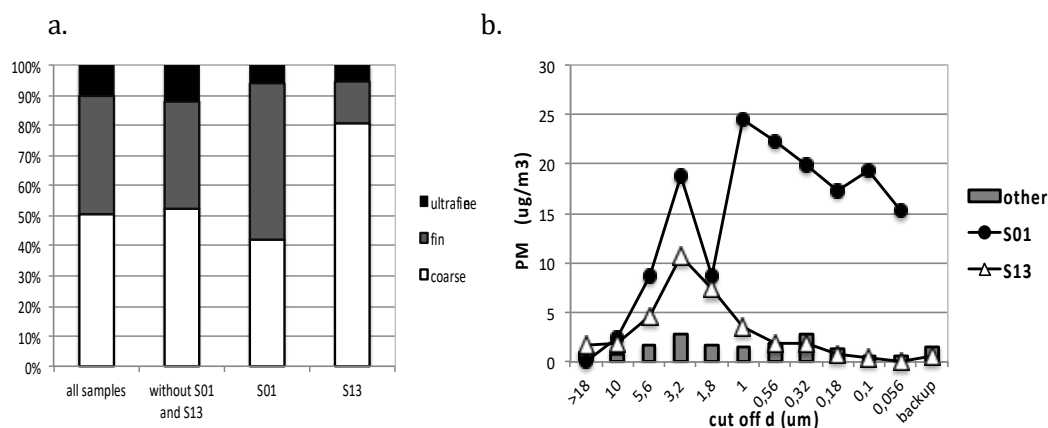 a.
100%
90%
80%
70%
60%
50%
40%
30%
20%
10%
0%
all samples
without S01
and S13
S01
S13
ultrafiee
fin
coarse
b.
PM (ug/m3)
30
25
20
15
10
5
0
>18
10
5,6
3,2
1,8
1
0,56
0,32
0,18
0,1
0,056
backup
cut off d (um)
other
S01
S13